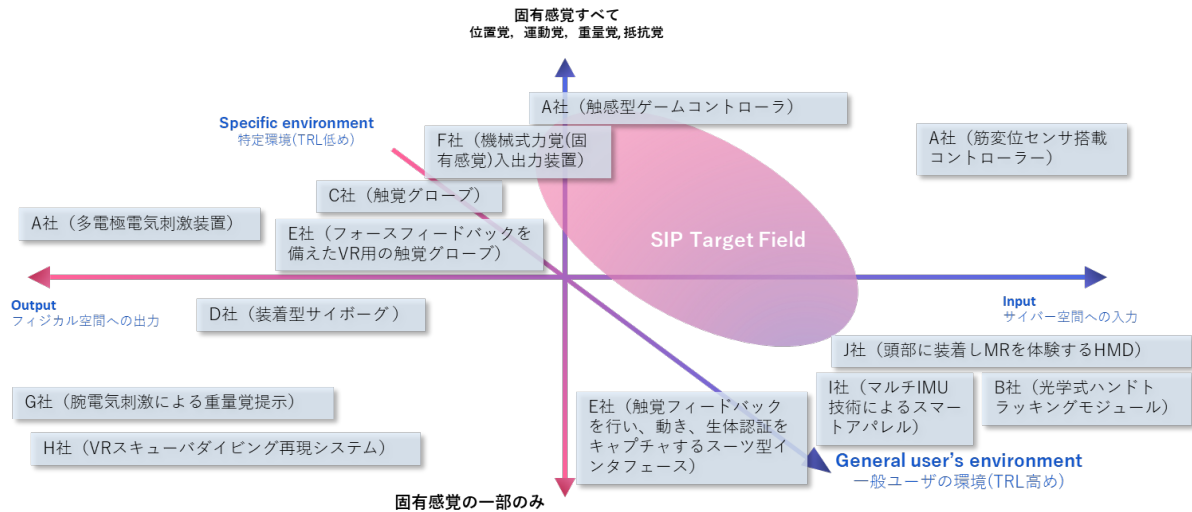 固有感覚すべて
位置覚，運動覚，重量覚, 抵抗覚
A社（触感型ゲームコントローラ）
Specific environment
特定環境(TRL低め)
F社（機械式力覚(固
有感覚)入出力装置）
A社（筋変位センサ搭載
コントローラー）
C社（触覚グローブ）
A社（多電極電気刺激装置）
E社（フォースフィードバックを
備えたVR用の触覚グローブ）
SIP Target Field
Output
フィジカル空間への出力
Input
サイバー空間への入力
D社（装着型サイボーグ ）
J社（頭部に装着しMRを体験するHMD）
G社（腕電気刺激による重量覚提示）
E社（触覚フィードバック
を行い、動き、生体認証を
キャプチャするスーツ型イ
ンタフェース）
I社（マルチIMU
技術によるスマー
トアパレル）
B社（光学式ハンドト
ラッキングモジュール）
H社（VRスキューバダイビング再現システム）
General user's environment
一般ユーザの環境(TRL高め)
固有感覚の一部のみ